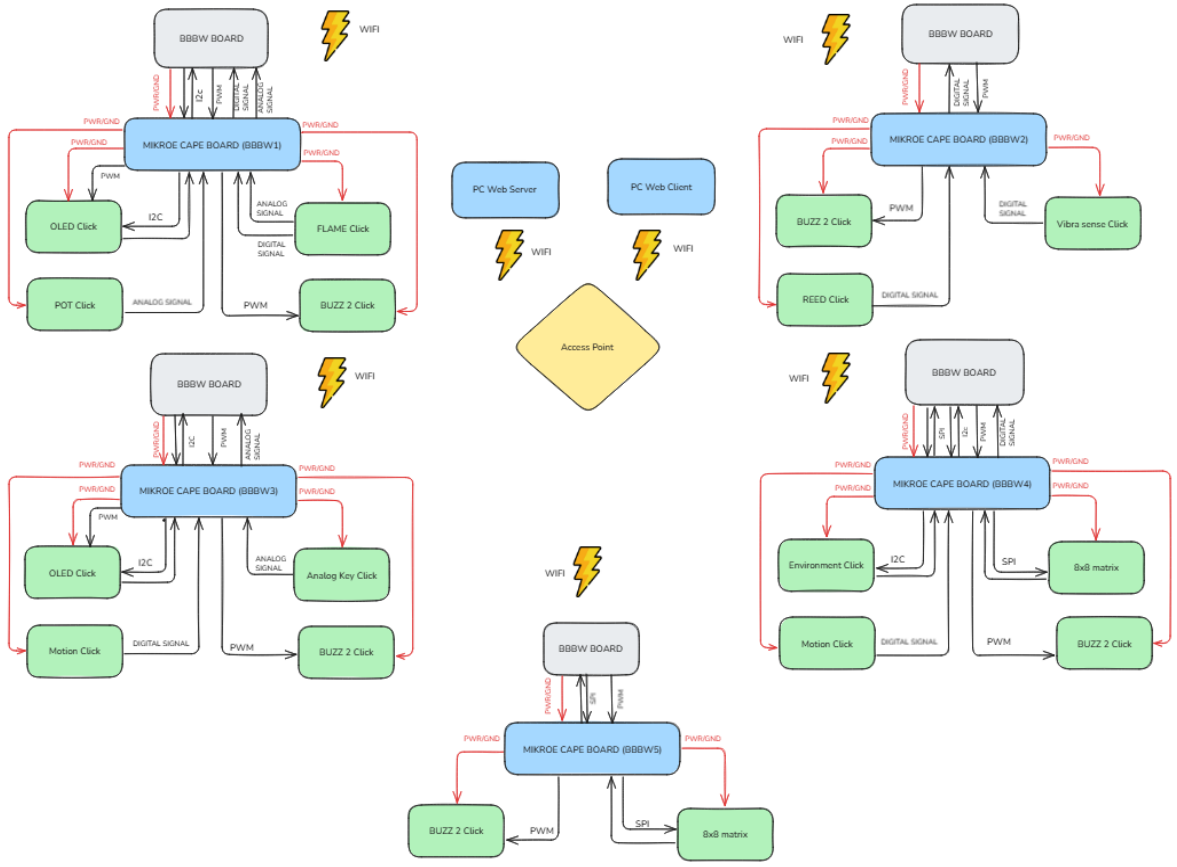 BBBW BOARD
WIFI
PWR/GND
I2c
PWM
DIGITAL
SIGNAL
ANALOG
SIGNAL
PWR/GND
MIKROE CAPE BOARD (BBBW1)
PWR/GND
PWR/GND
PWR/GND
PWM
OLED Click
I2C
ANALOG
SIGNAL
FLAME Click
DIGITAL
SIGNAL
POT Click
ANALOG SIGNAL
PWM
BUZZ 2 Click
WIFI
BBBW BOARD
PWR/GND
DIGITAL
SIGNAL
PWM
PWR/GND
PWR/GND
MIKROE CAPE BOARD (BBBW2)
PWR/GND
BUZZ 2 Click
PWM
DIGITAL
SIGNAL
Vibra sense Click
REED Click
DIGITAL SIGNAL
PC Web Server
PC Web Client
WIFI
WIFI
Access Point
BBBW BOARD
WIFI
PWR/GND
I2C
PWM
ANALOG
SIGNAL
PWR/GND
PWR/GND
MIKROE CAPE BOARD (BBBW3)
PWR/GND
PWR/GND
PWM
OLED Click
I2C
ANALOG
SIGNAL
Analog Key Click
Motion Click
DIGITAL SIGNAL
PWM
BUZZ 2 Click
WIFI
BBBW BOARD
PWR/GND
SPI
I2c
PWM
DIGITAL
SIGNAL
PWR/GND
PWR/GND
MIKROE CAPE BOARD (BBBW4)
PWR/GND
PWR/GND
Environment Click
I2C
SPI
8x8 matrix
Motion Click
DIGITAL SIGNAL
PWM
BUZZ 2 Click
WIFI
BBBW BOARD
PWR/GND
SPI
PWM
PWR/GND
MIKROE CAPE BOARD (BBBW5)
PWR/GND
BUZZ 2 Click
PWM
SPI
8x8 matrix